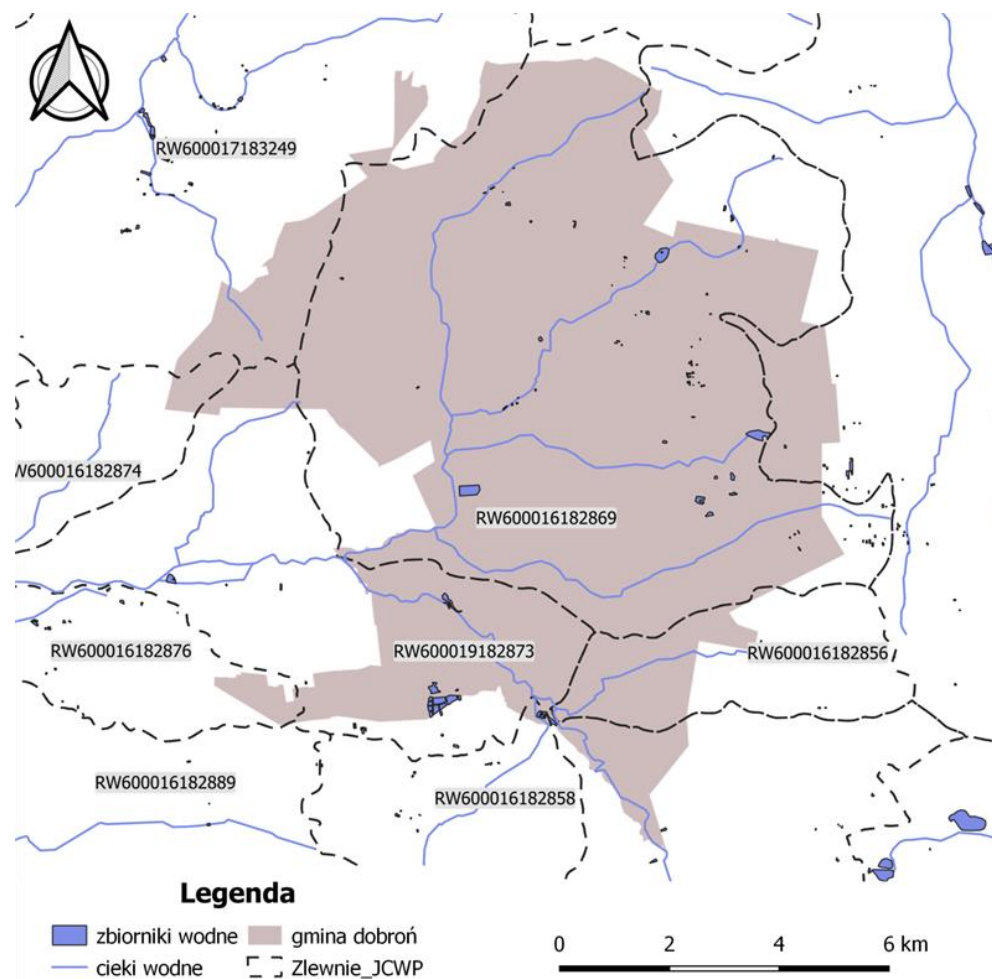 RW600017183249
RW600016182874
RW600016182869
RW600016182876
RW600019182873
RW600016182856
RW600016182889
RW600016182858
Legenda
zbiorniki wodne
gmina dobroń
cieki wodne
Zlewnie_JCWP
0 2 4 6 km